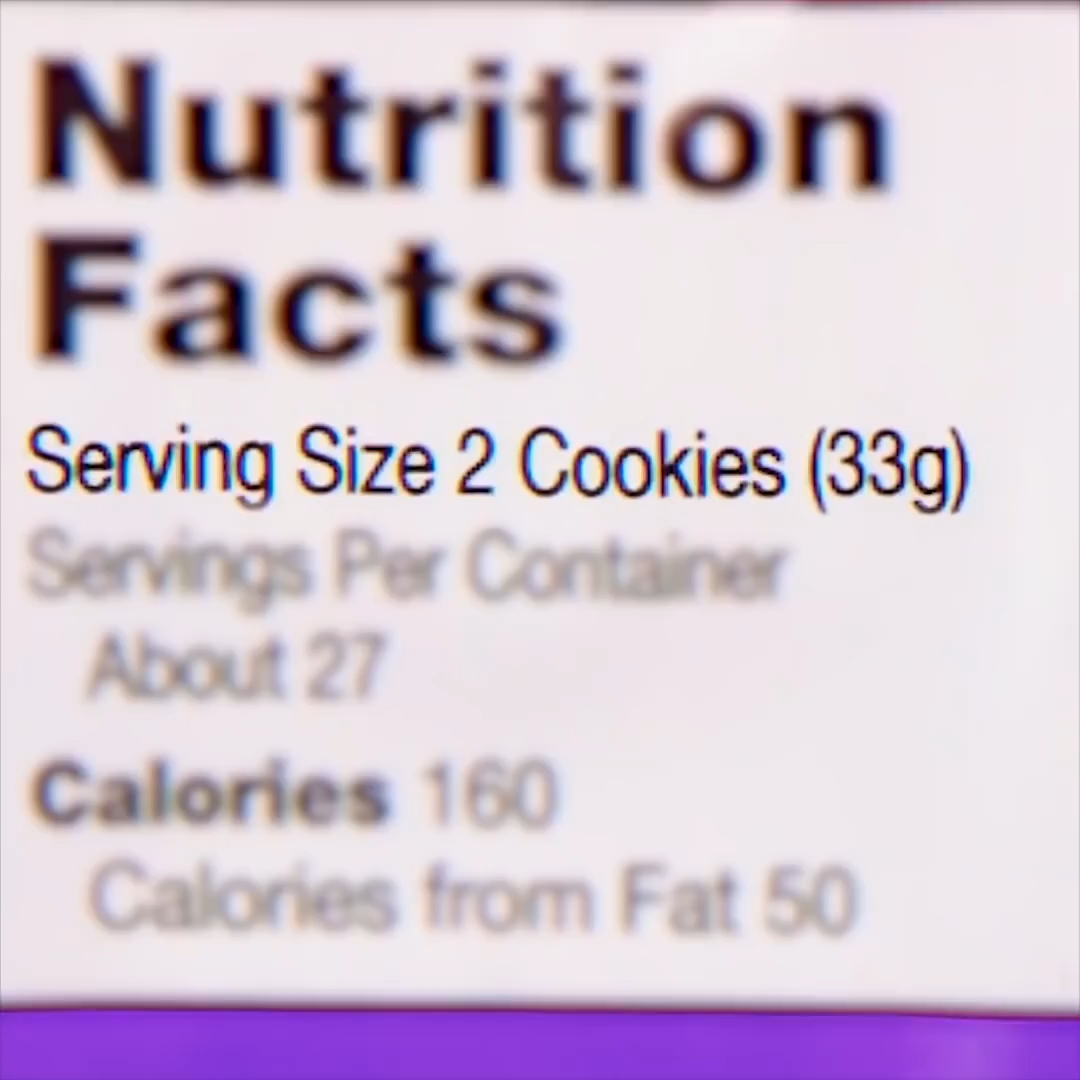 Nutrition
Facts
Serving Size 2 Cookies (33g)
Servings Per Container
About 27
Calories 160
Calories from Fat 50